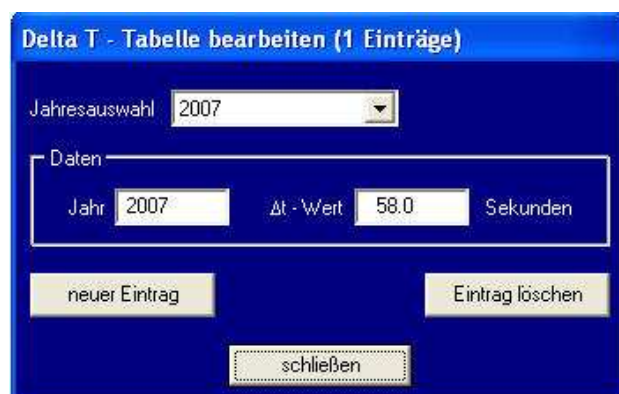 Delta T - Tabelle bearbeiten (1 Einträge)
Jahresauswahl 2007
Daten
Jahr 2007 Δt - Wert 58.0 Sekunden
neuer Eintrag Eintrag löschen
schließen